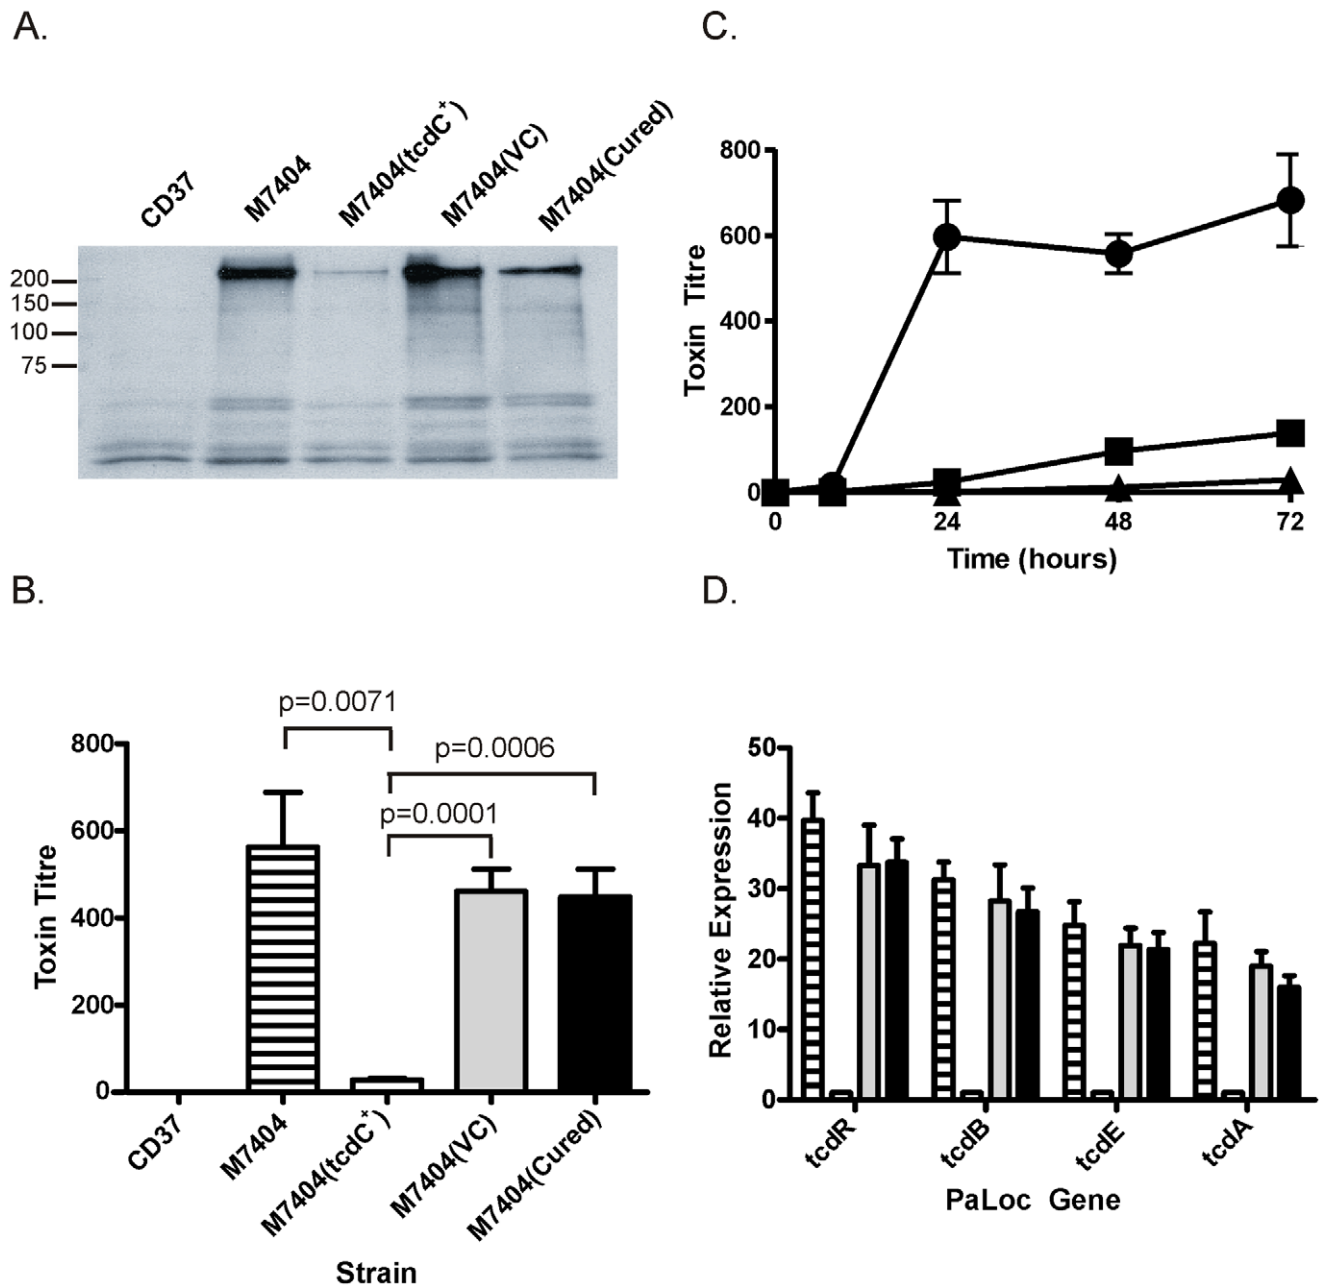 A.
CD37
M7404
M7404(tcdC+)
M7404(VC)
M7404(Cured)
200
150
100
75
C.
800
600
400
200
0
Toxin Titre
0 24 48 72
Time (hours)
B.
p=0.0071
p=0.0006
p=0.0001
800
600
400
200
0
Toxin Titre
CD37
M7404
M7404(tcdC+)
M7404(VC)
M7404(Cured)
Strain
D.
50
40
30
20
10
0
Relative Expression
tcdR
tcdB
tcdE
tcdA
PaLoc Gene